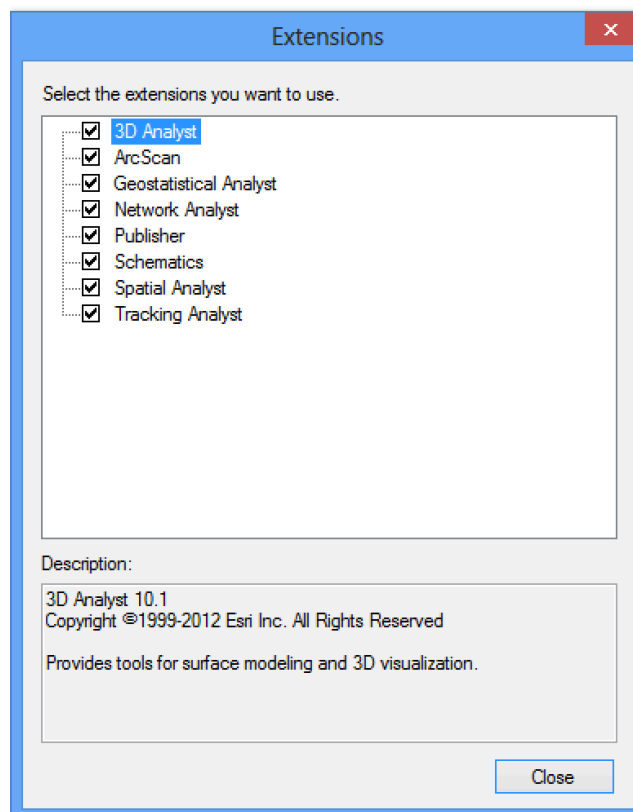 Extensions
Select the extensions you want to use.
3D Analyst
ArcScan
Geostatistical Analyst
Network Analyst
Publisher
Schematics
Spatial Analyst
Tracking Analyst
Description:
3D Analyst 10.1
Copyright ©1999-2012 Esri Inc. All Rights Reserved
Provides tools for surface modeling and 3D visualization.
Close